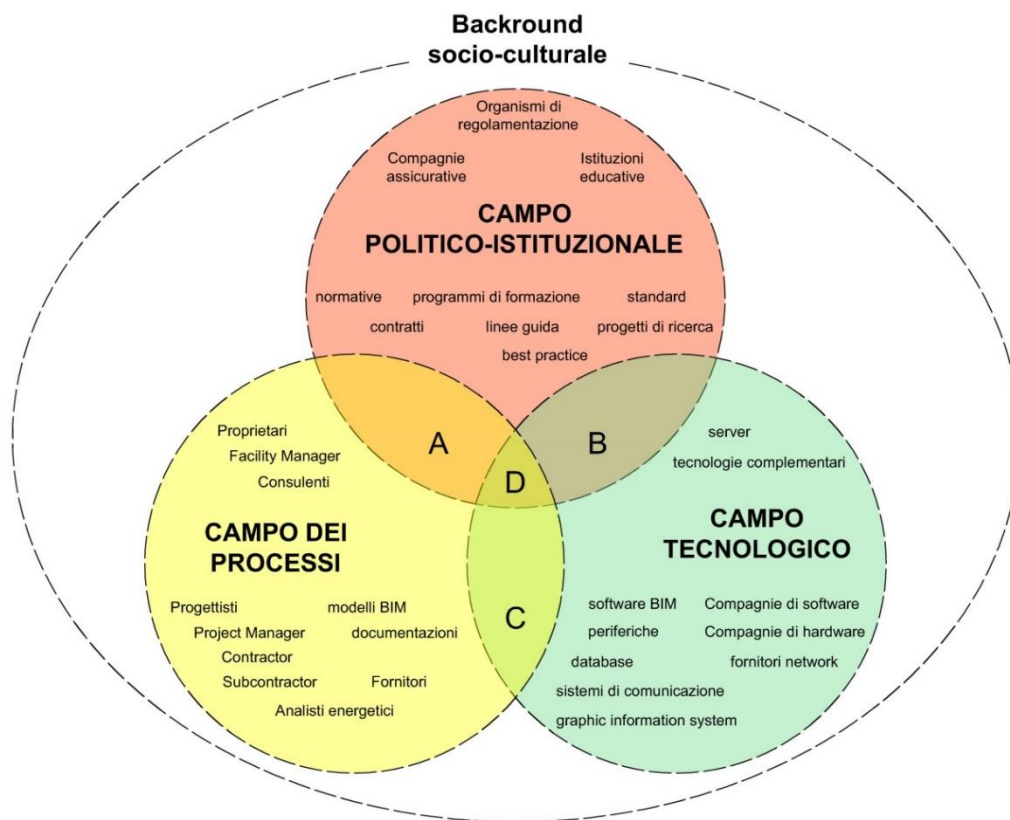 Backround
socio-culturale
Organismi di
regolamentazione
Compagnie
assicurative
Istituzioni
educative
CAMPO
POLITICO-ISTITUZIONALE
normative programmi di formazione standard
contratti linee guida progetti di ricerca
best practice
A
B
D
C
Proprietari
Facility Manager
Consulenti
CAMPO DEI
PROCESSI
Progettisti modelli BIM
Project Manager documentazioni
Contractor
Subcontractor Fornitori
Analisti energetici
server
tecnologie complementari
CAMPO
TECNOLOGICO
software BIM Compagnie di software
periferiche Compagnie di hardware
database fornitori network
sistemi di comunicazione
graphic information system